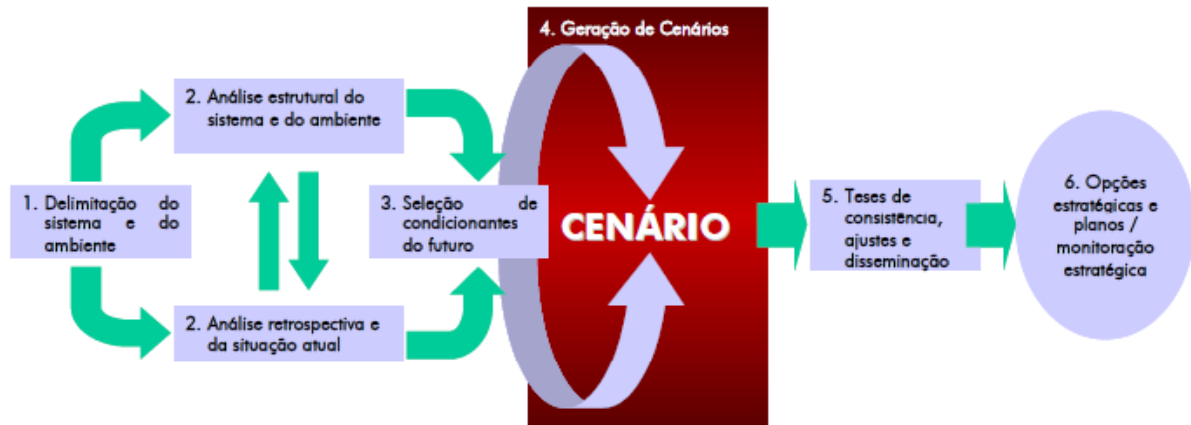 4. Geração de Cenários
2. Análise estrutural do
sistema e do ambiente
1. Delimitação do
sistema e do
ambiente
3. Seleção de
condicionantes
do futuro
CENÁRIO
5. Teses de
consistência,
ajustes e
disseminação
6. Opções
estratégicas e
planos /
monitoração
estratégica
2. Análise retrospectiva e
da situação atual